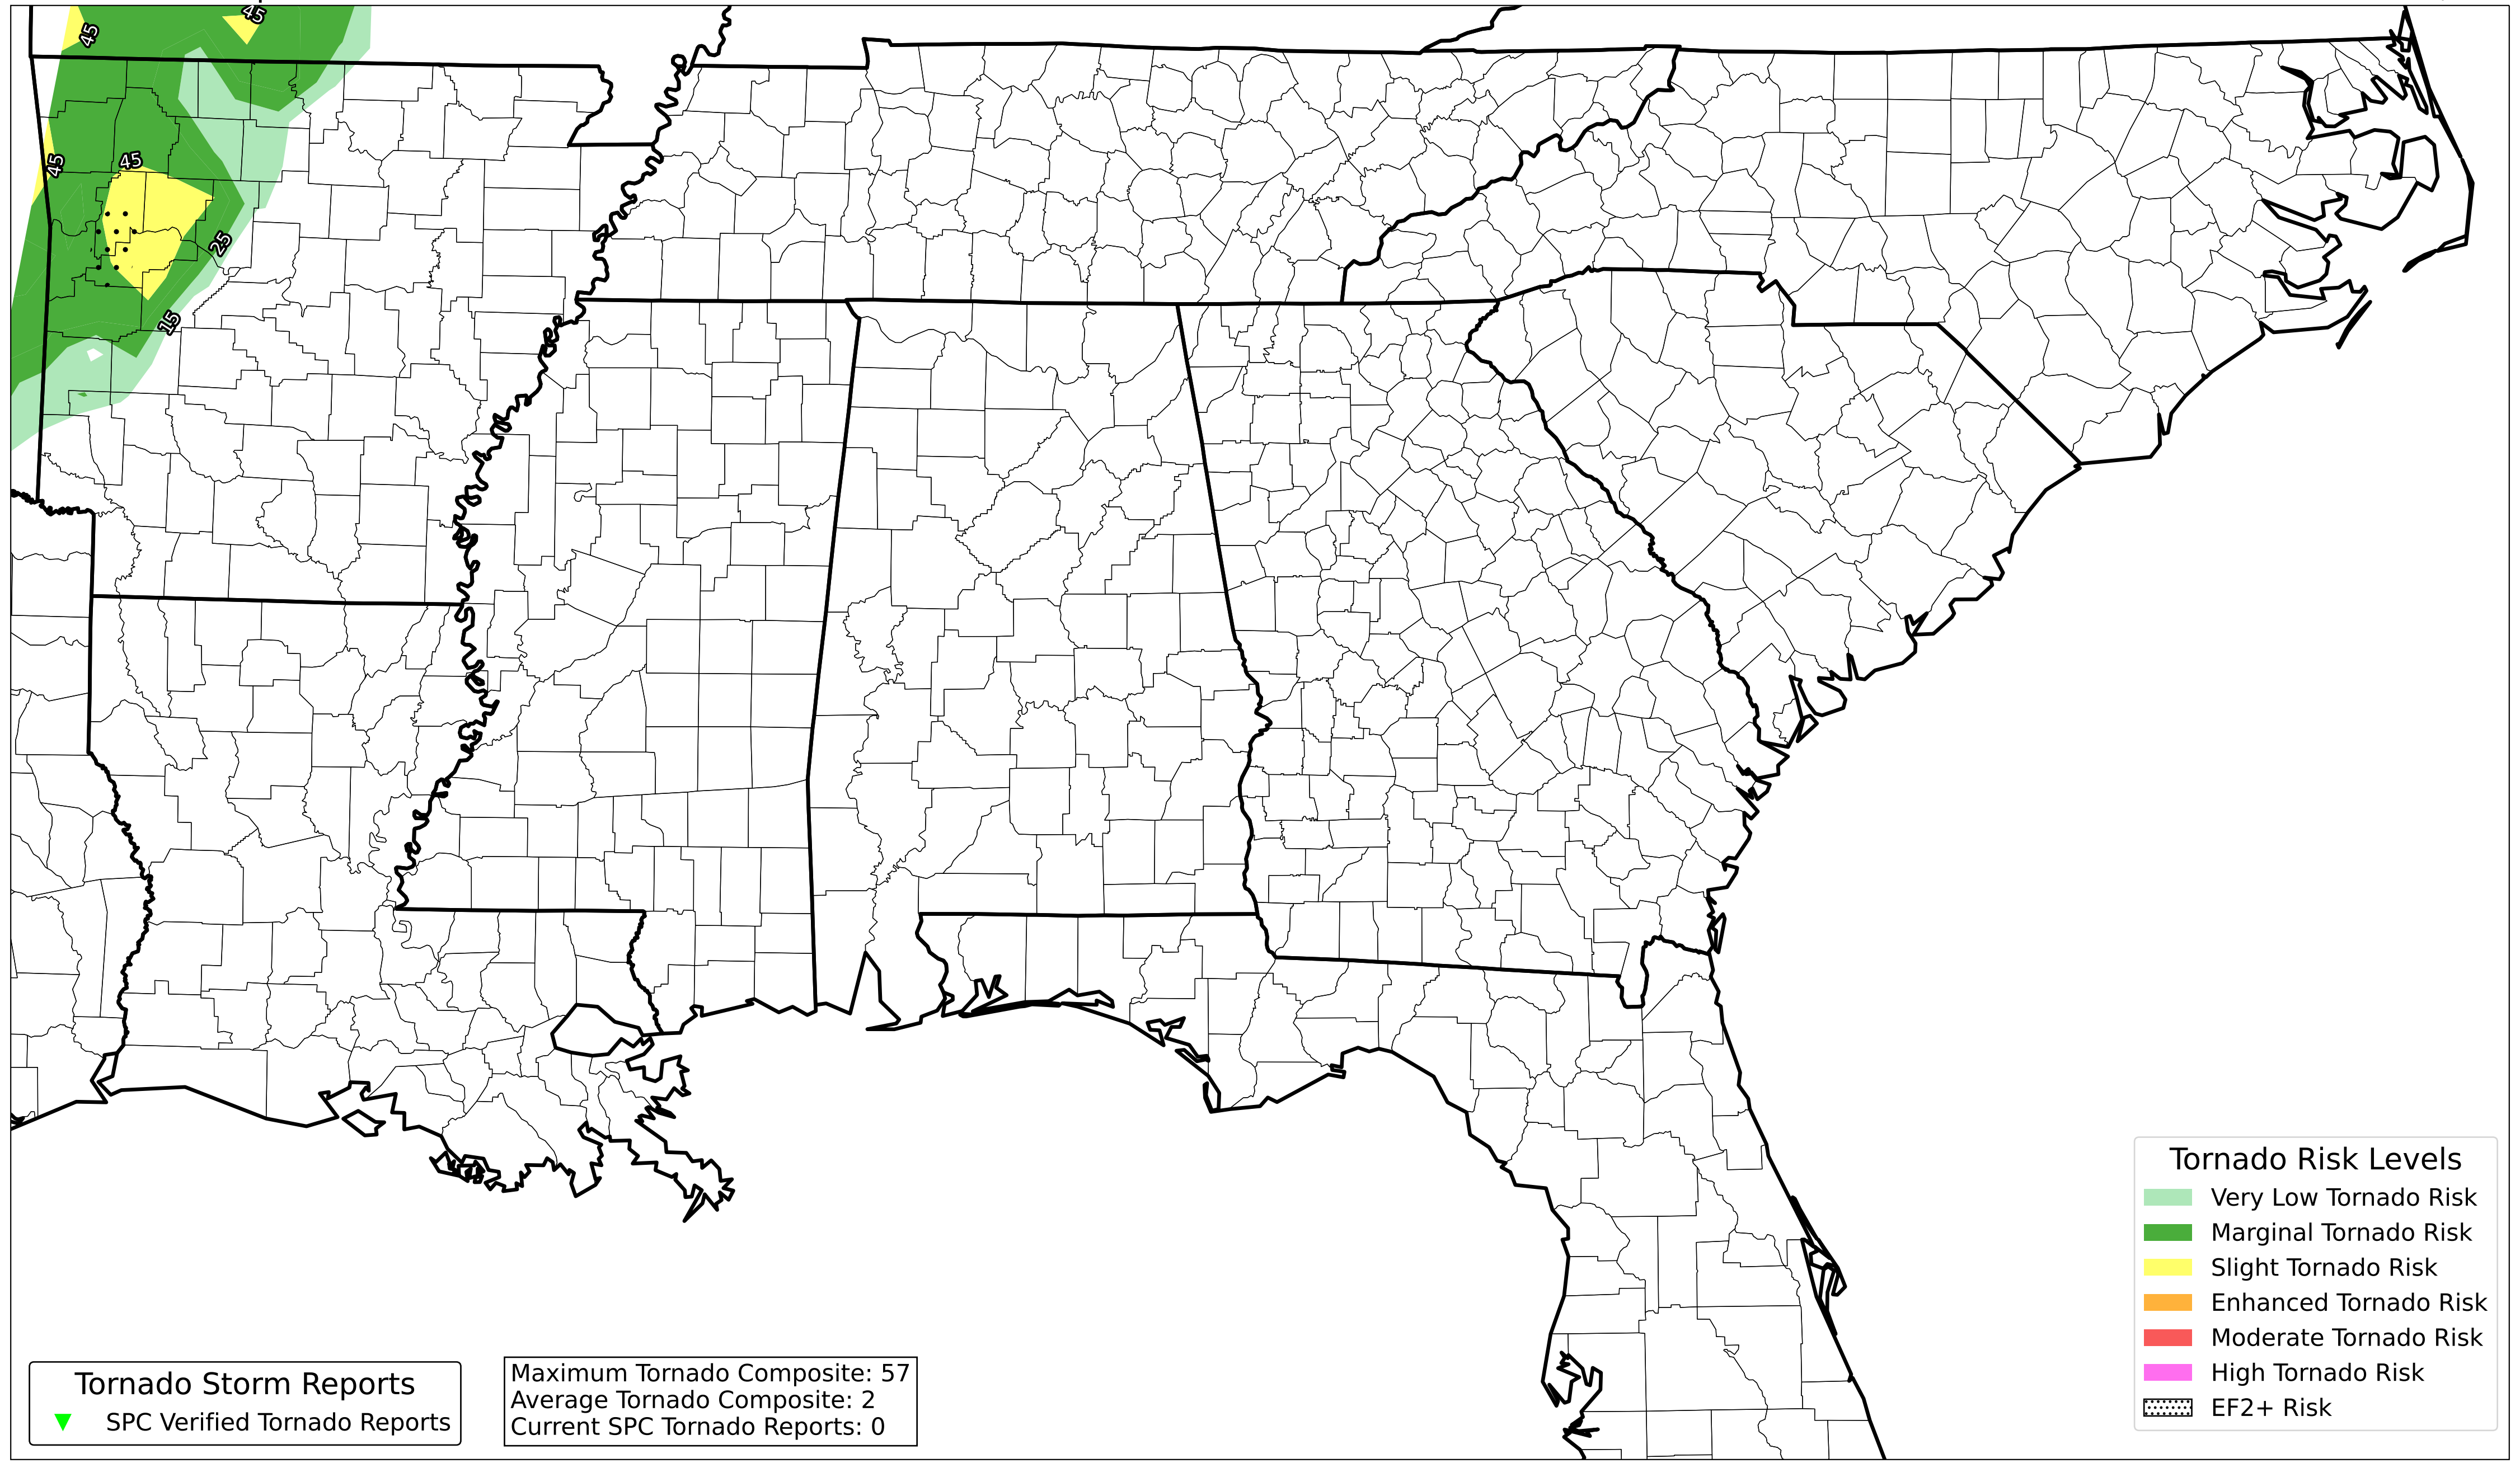 45
45
45
45
25
15
Tornado Storm Reports
SPC Verified Tornado Reports
Maximum Tornado Composite: 57
Average Tornado Composite: 2
Current SPC Tornado Reports: 0
Tornado Risk Levels
Very Low Tornado Risk
Marginal Tornado Risk
Slight Tornado Risk
Enhanced Tornado Risk
Moderate Tornado Risk
High Tornado Risk
EF2+ Risk